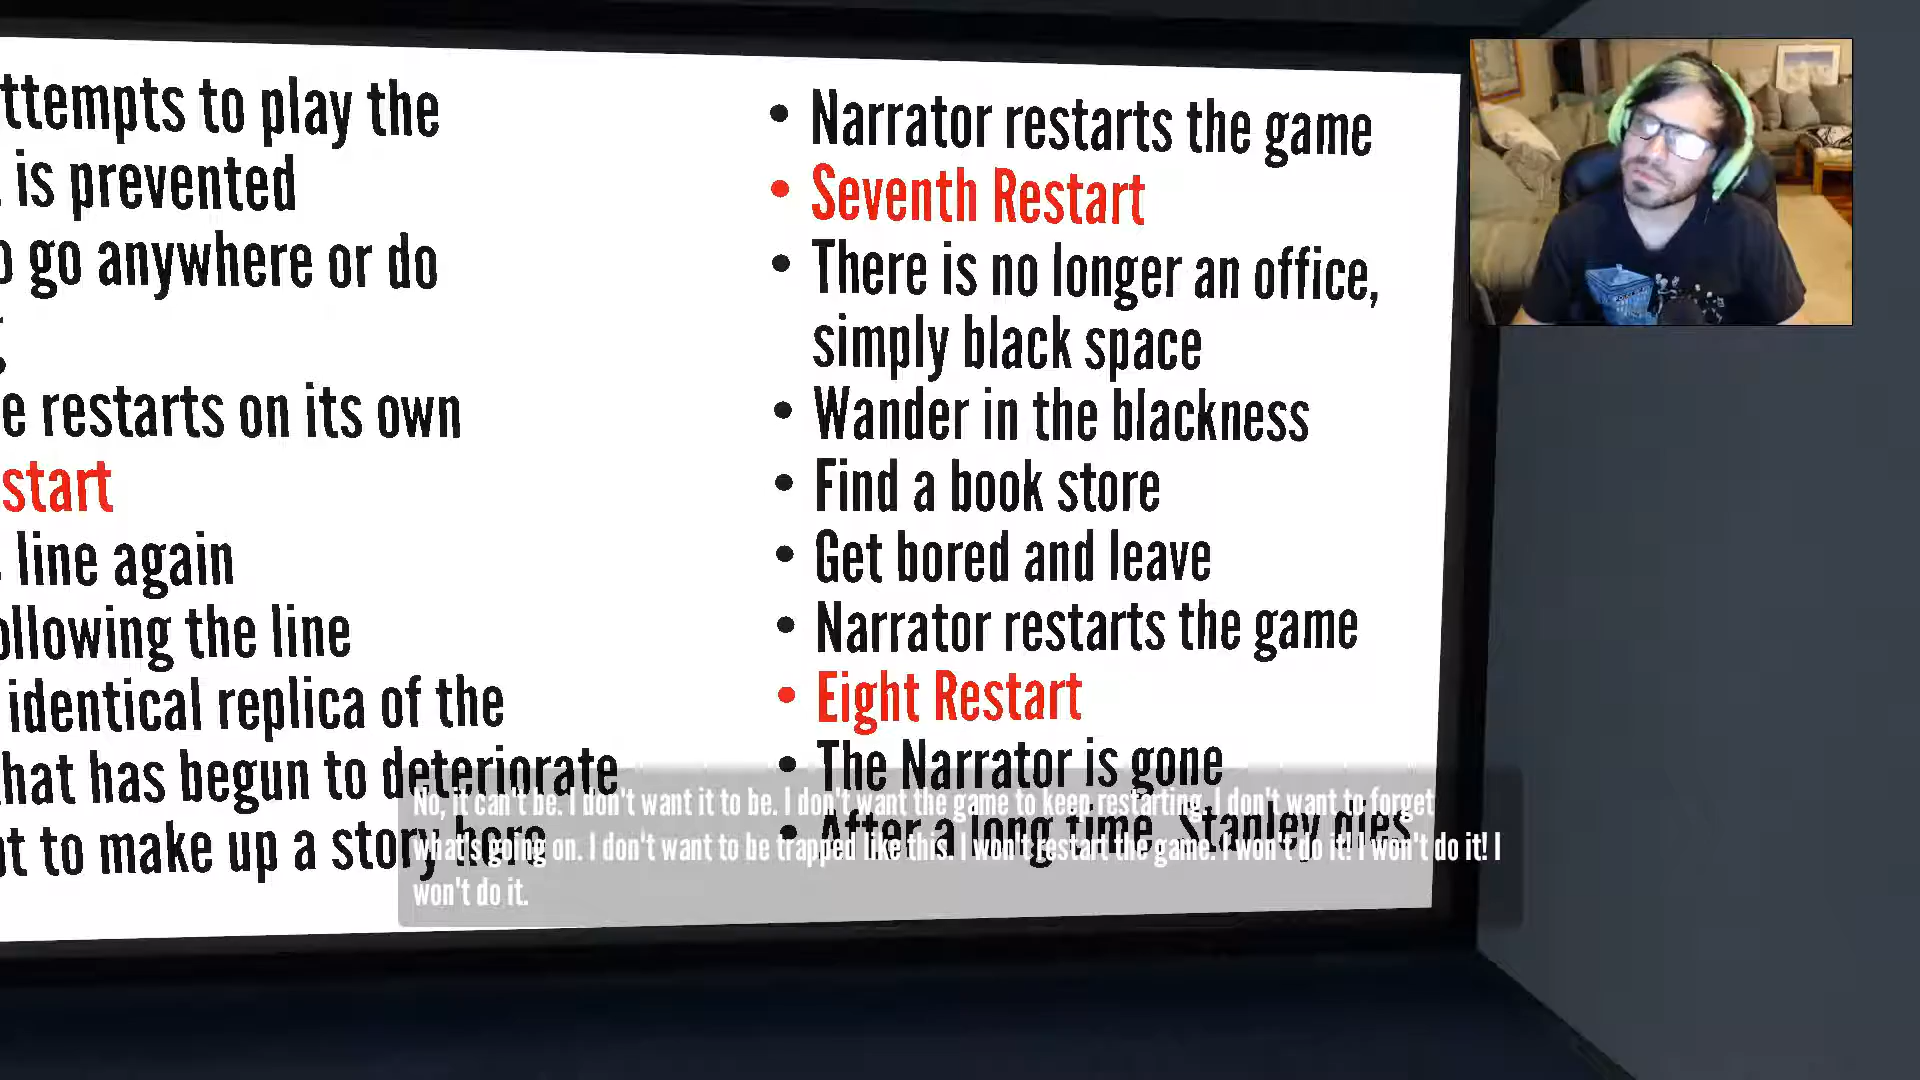 ttempts to play the
is prevented
go anywhere or do
e restarts on its own
start
line again
ollowing the line
identical replica of the
hat has begun to deteriorate
to make up a story here
• Narrator restarts the game
• Seventh Restart
• There is no longer an office,
simply black space
• Wander in the blackness
• Find a book store
• Get bored and leave
• Narrator restarts the game
• Eight Restart
• The Narrator is gone
• After a long time, Stanley dies
No, it can't be. I don't want it to be. I don't want the game to keep restarting. I don't want to forget
what's going on. I don't want to be trapped like this. I won't restart the game. I won't do it! I won't do it! I
won't do it.